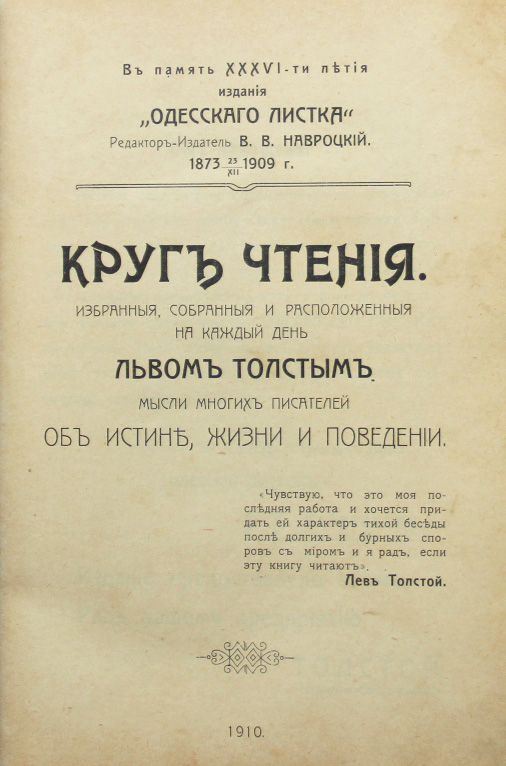 Въ память XXXVI-ти лѣтія
изданія
„ОДЕССКАГО ЛИСТКА“
Редакторъ-Издатель В. В. НАВРОЦКІЙ.
1873 23/XII 1909 г.
КРУГЪ ЧТЕНІЯ.
ИЗБРАННЫЯ, СОБРАННЫЯ И РАСПОЛОЖЕННЫЯ
НА КАЖДЫЙ ДЕНЬ
ЛЬВОМЪ ТОЛСТЫМЪ
МЫСЛИ МНОГИХЪ ПИСАТЕЛЕЙ
ОБЪ ИСТИНѢ, ЖИЗНИ И ПОВЕДЕНІИ.
«Чувствую, что это моя по-
слѣдняя работа и хочется при-
дать ей характеръ тихой бесѣды
послѣ долгихъ и бурныхъ спо-
ровъ съ міромъ и я радъ, если
эту книгу читаютъ».
Левъ Толстой.
1910.